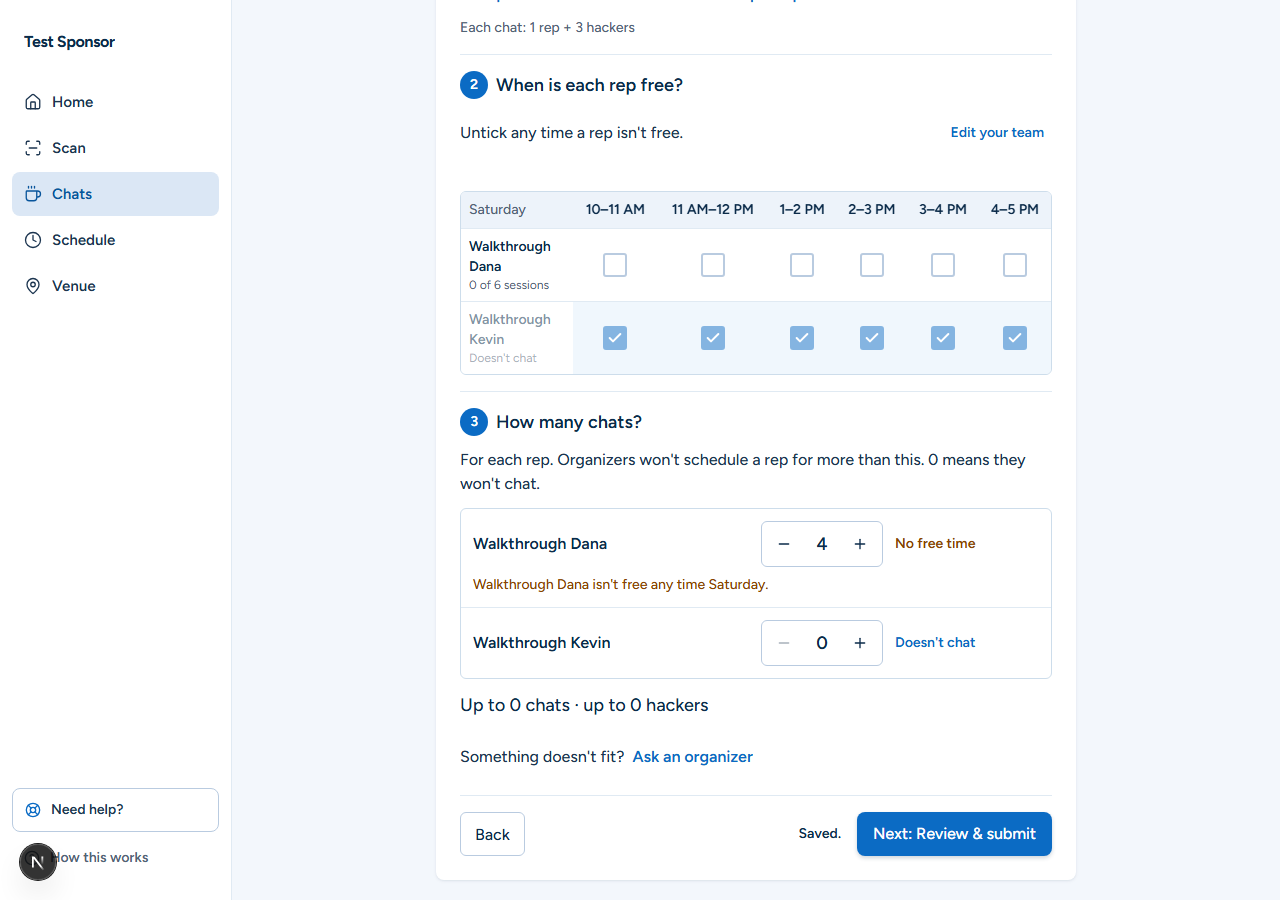 Test Sponsor
Home
Scan
Chats
Schedule
Venue
Need help?
How this works
N
Each chat: 1 rep + 3 hackers
2 When is each rep free?
Untick any time a rep isn't free. Edit your team
Saturday 10–11 AM 11 AM–12 PM 1–2 PM 2–3 PM 3–4 PM 4–5 PM
Walkthrough
Dana
0 of 6 sessions
Walkthrough
Kevin
Doesn't chat
3 How many chats?
For each rep. Organizers won't schedule a rep for more than this. 0 means they
won't chat.
Walkthrough Dana − 4 + No free time
Walkthrough Dana isn't free any time Saturday.
Walkthrough Kevin − 0 + Doesn't chat
Up to 0 chats · up to 0 hackers
Something doesn't fit? Ask an organizer
Back Saved. Next: Review & submit